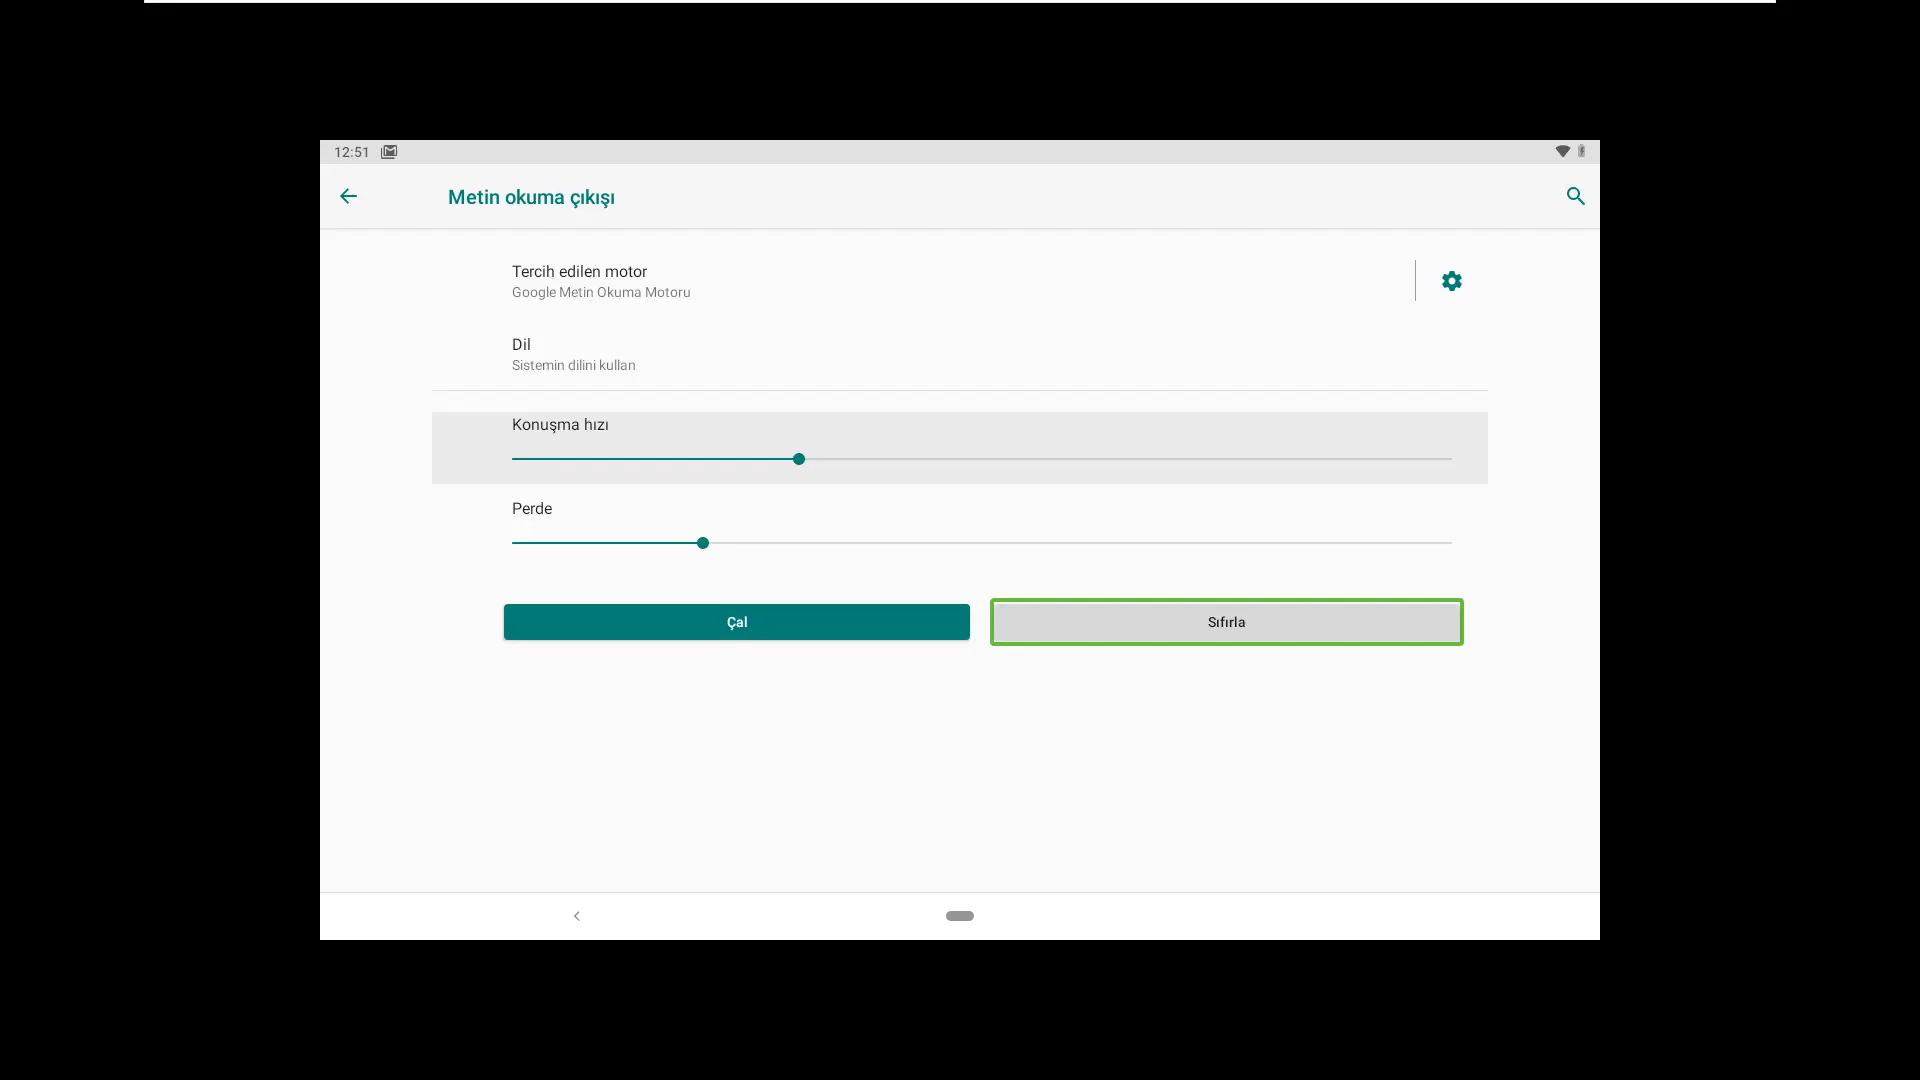 12:51
Metin okuma çıkışı
Tercih edilen motor
Google Metin Okuma Motoru
Dil
Sistemin dilini kullan
Konuşma hızı
Perde
Çal
Sıfırla